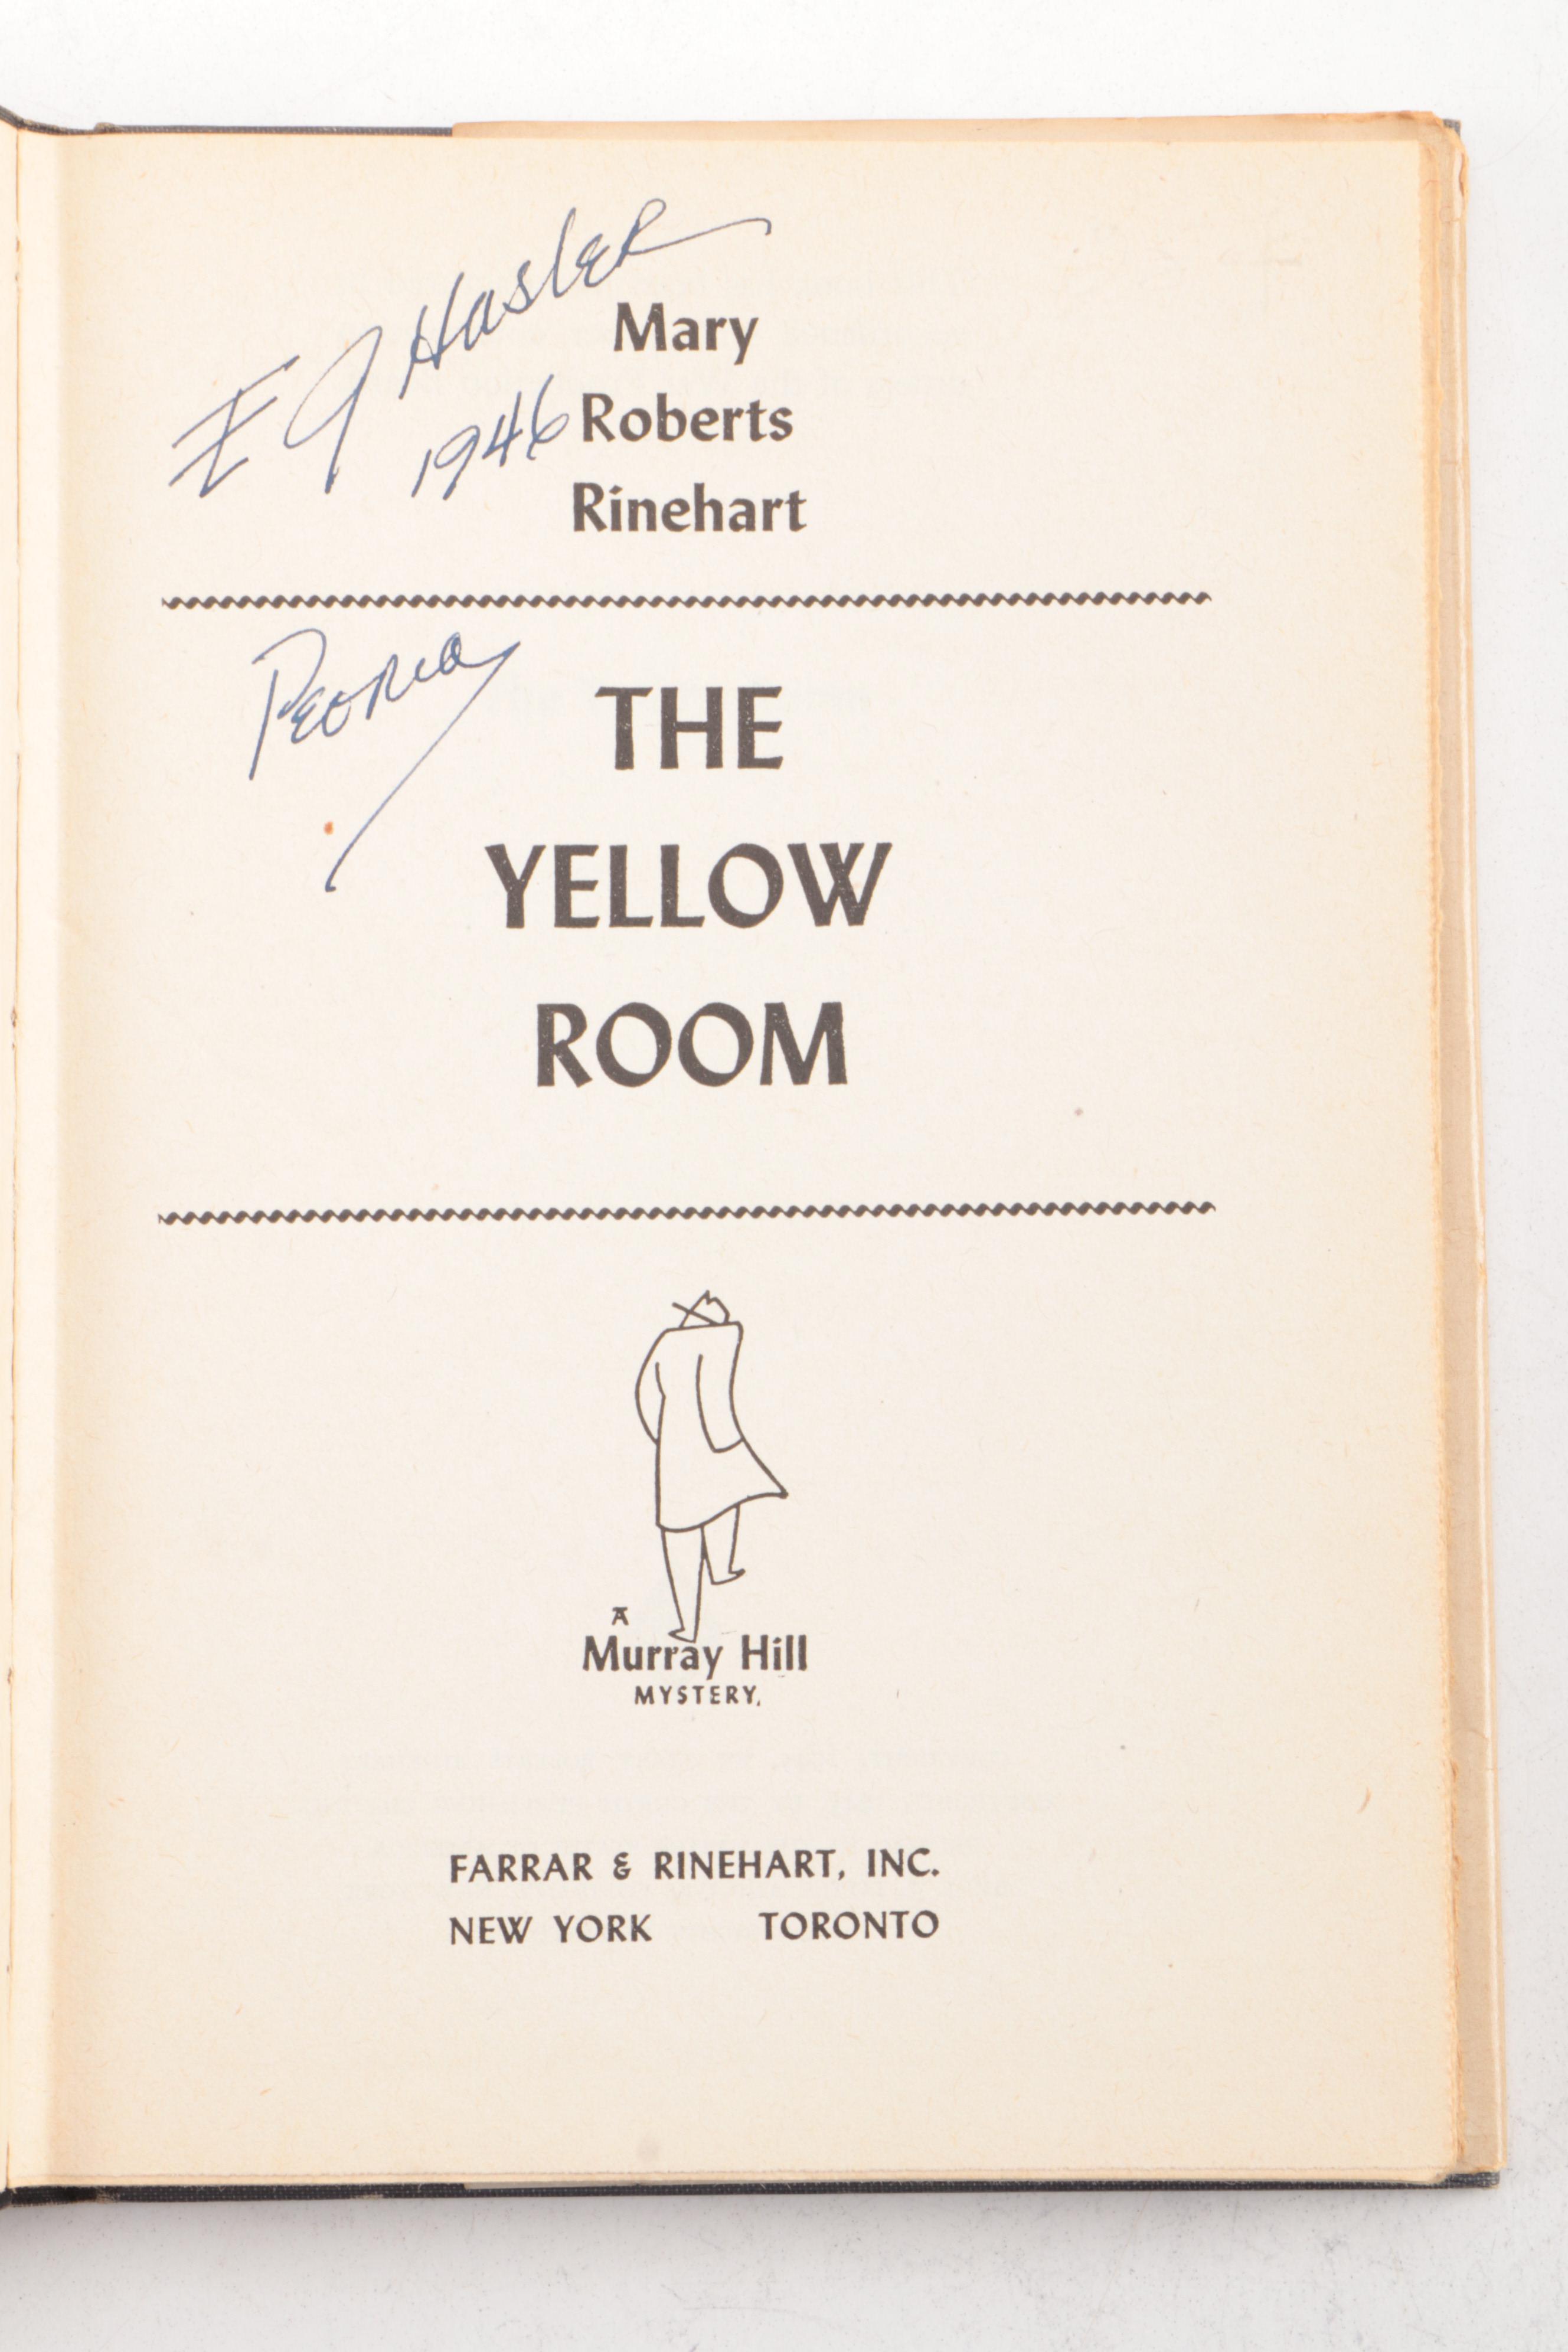 E J Hasler
1946
Mary
Roberts
Rinehart
Peoria
THE
YELLOW
ROOM
A
Murray Hill
MYSTERY
FARRAR & RINEHART, INC.
NEW YORK TORONTO